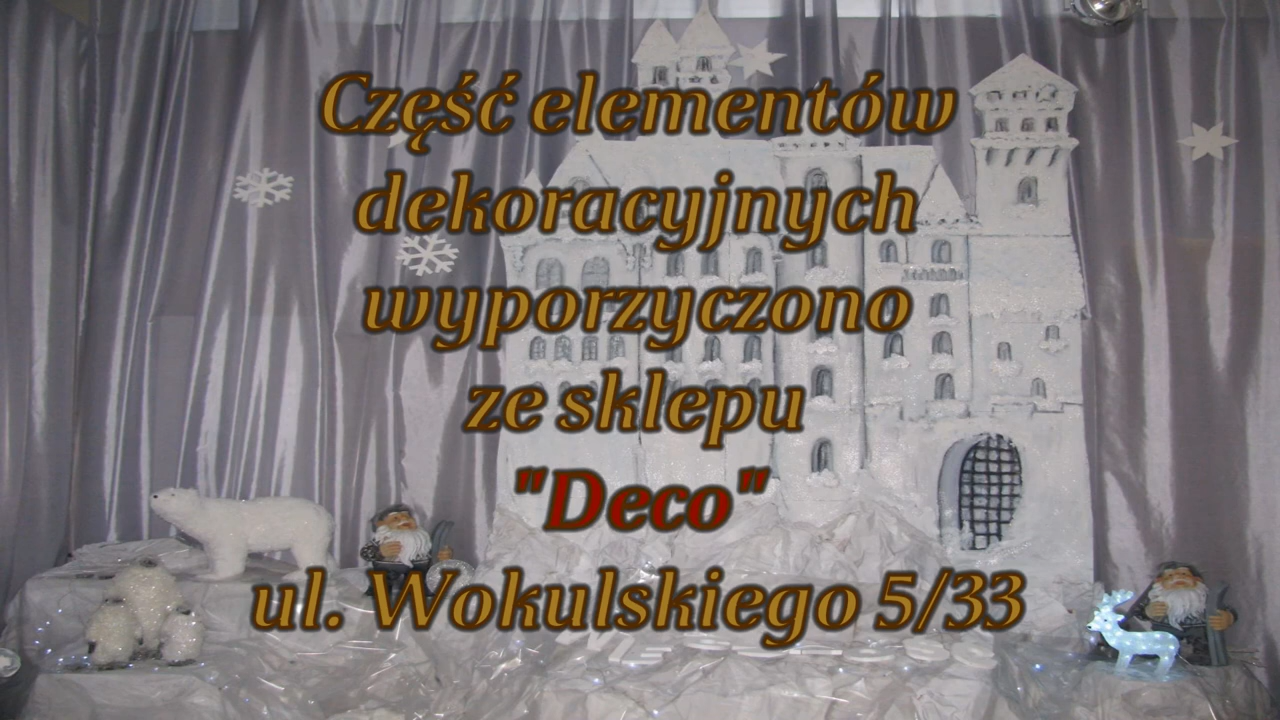 Część elementów
dekoracyjnych
wyporzyczono
ze sklepu
"Deco"
ul. Wokulskiego 5/33